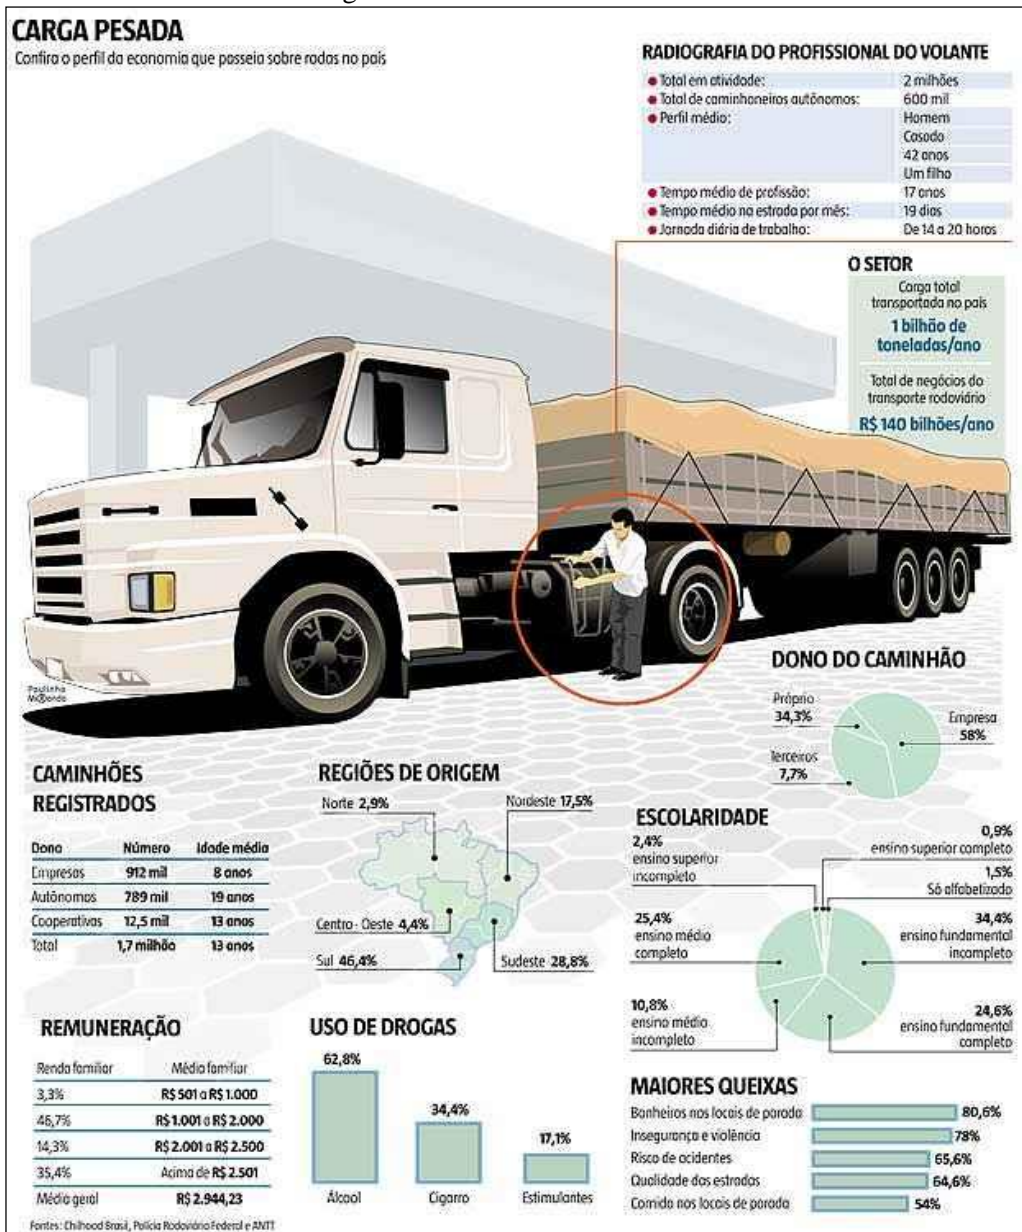 CARGA PESADA
Confira o perfil da economia que passeia sobre rodas no país
RADIOGRAFIA DO PROFISSIONAL DO VOLANTE
Total em atividade: 2 milhões
Total de caminhoneiros autônomos: 600 mil
Perfil médio: Homem
Casado
42 anos
Um filho
Tempo médio de profissão: 17 anos
Tempo médio na estrada por mês: 19 dias
Jornada diária de trabalho: De 14 a 20 horas
O SETOR
Carga total
transportada no país
1 bilhão de
toneladas/ano
Total de negócios do
transporte rodoviário
R$ 140 bilhões/ano
Paulinho
DONO DO CAMINHÃO
Próprio
34,3%
Empresa
58%
Terceiros
7,7%
CAMINHÕES
REGISTRADOS
Dono Número Idade média
Empresas 912 mil 8 anos
Autônomos 789 mil 19 anos
Cooperativas 12,5 mil 13 anos
Total 1,7 milhão 13 anos
REGIÕES DE ORIGEM
Norte 2,9%
Nordeste 17,5%
Centro-Oeste 4,4%
Sul 46,4%
Sudeste 28,8%
ESCOLARIDADE
2,4%
ensino superior
incompleto
0,9%
ensino superior completo
1,5%
Só alfabetizado
25,4%
ensino médio
completo
34,4%
ensino fundamental
incompleto
10,8%
ensino médio
incompleto
24,6%
ensino fundamental
completo
REMUNERAÇÃO
Renda familiar Média familiar
3,3% R$ 501 a R$ 1.000
46,7% R$ 1.001 a R$ 2.000
14,3% R$ 2.001 a R$ 2.500
35,4% Acima de R$ 2.501
Média geral R$ 2.944,23
USO DE DROGAS
62,8%
34,4%
17,1%
Álcool Cigarro Estimulantes
MAIORES QUEIXAS
Banheiros nos locais de parada 80,6%
Insegurança e violência 78%
Risco de acidentes 65,6%
Qualidade das estradas 64,6%
Comida nos locais de parada 54%
Fontes: Chilhood Brasil, Polícia Rodoviária Federal e ANTT